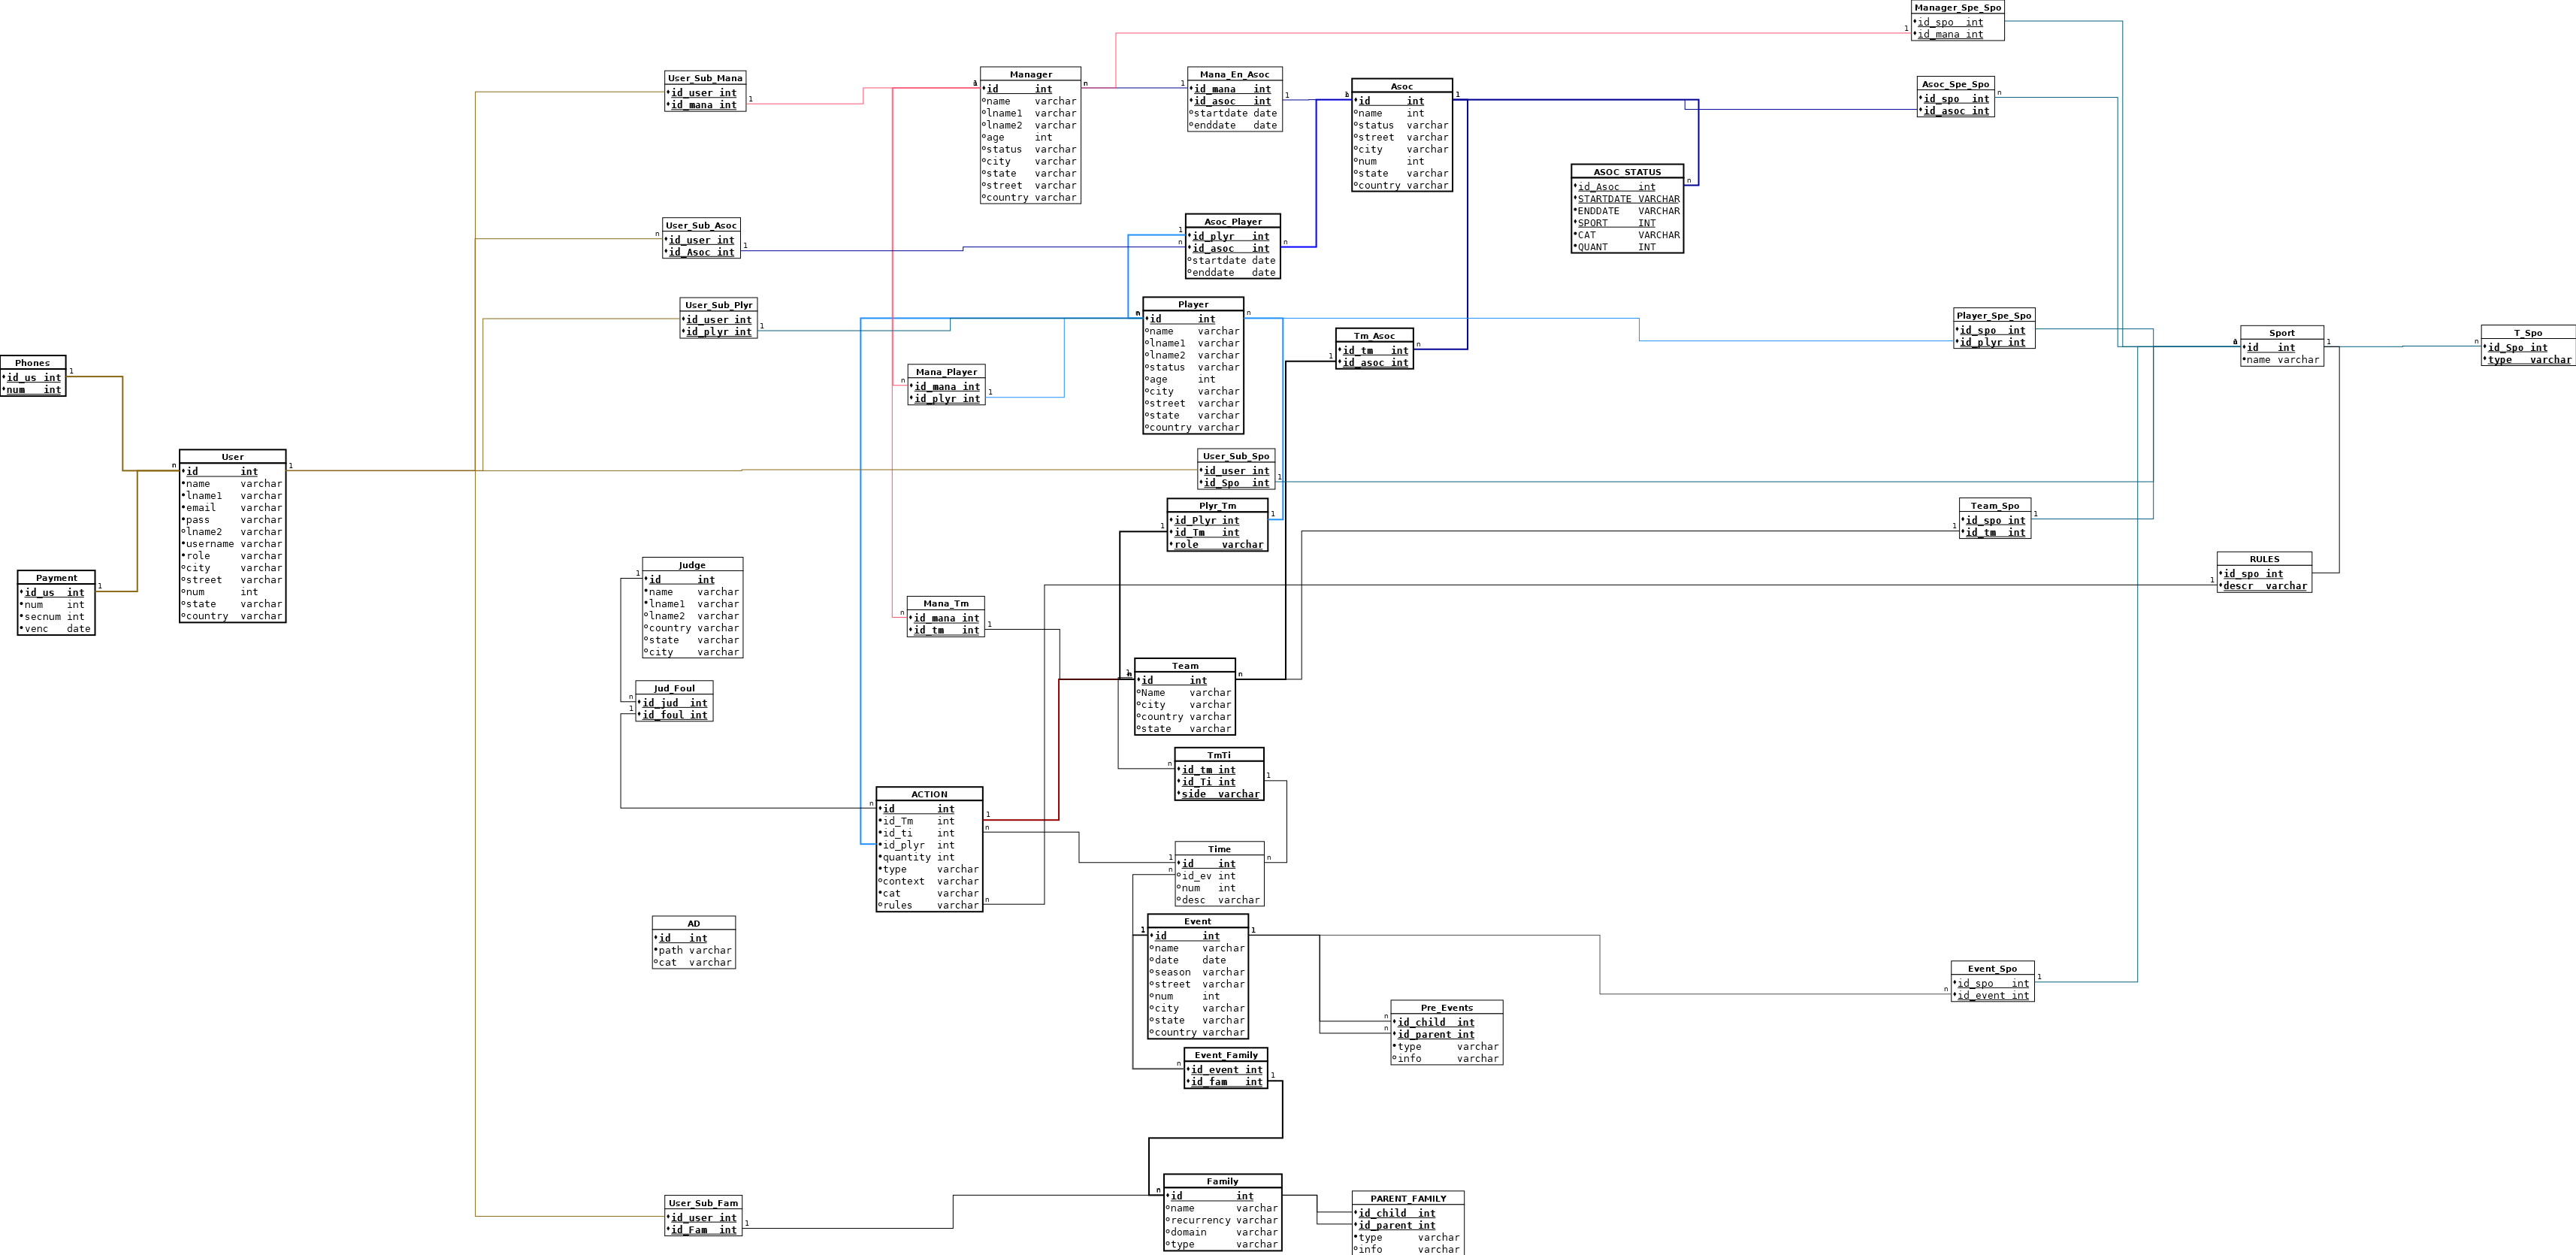 Manager_Spe_Spo
id_spo int
id_mana int
User_Sub_Mana
id_user int
id_mana int
Manager
id int
name varchar
lname1 varchar
lname2 varchar
age int
status varchar
city varchar
state varchar
street varchar
country varchar
Mana_En_Asoc
id_mana int
id_asoc int
startdate date
enddate date
Asoc
id int
name int
status varchar
street varchar
city varchar
num int
state varchar
country varchar
Asoc_Spe_Spo
id_spo int
id_asoc int
ASOC_STATUS
id_Asoc int
STARTDATE VARCHAR
ENDDATE VARCHAR
SPORT INT
CAT VARCHAR
QUANT INT
User_Sub_Asoc
id_user int
id_Asoc int
Asoc_Player
id_plyr int
id_asoc int
startdate date
enddate date
User_Sub_Plyr
id_user int
id_plyr int
Player
id int
name varchar
lname1 varchar
lname2 varchar
status varchar
age int
city varchar
street varchar
state varchar
country varchar
Tm_Asoc
id_tm int
id_asoc int
Player_Spe_Spo
id_spo int
id_plyr int
Sport
id int
name varchar
T_Spo
id_Spo int
type varchar
Phones
id_us int
num int
Mana_Player
id_mana int
id_plyr int
User
id int
name varchar
lname1 varchar
email varchar
pass varchar
lname2 varchar
username varchar
role varchar
city varchar
street varchar
num int
state varchar
country varchar
User_Sub_Spo
id_user int
id_Spo int
Plyr_Tm
id_Plyr int
id_Tm int
role varchar
Team_Spo
id_spo int
id_tm int
RULES
id_spo int
descr varchar
Payment
id_us int
num int
secnum int
venc date
Judge
id int
name varchar
lname1 varchar
lname2 varchar
country varchar
state varchar
city varchar
Mana_Tm
id_mana int
id_tm int
Jud_Foul
id_jud int
id_foul int
Team
id int
Name varchar
city varchar
country varchar
state varchar
TmTi
id_tm int
id_Ti int
side varchar
ACTION
id int
id_Tm int
id_ti int
id_plyr int
quantity int
type varchar
context varchar
cat varchar
rules varchar
Time
id int
id_ev int
num int
desc varchar
AD
id int
path varchar
cat varchar
Event
id int
name varchar
date date
season varchar
street varchar
num int
city varchar
state varchar
country varchar
Event_Spo
id_spo int
id_event int
Pre_Events
id_child int
id_parent int
type varchar
info varchar
Event_Family
id_event int
id_fam int
User_Sub_Fam
id_user int
id_Fam int
Family
id int
name varchar
recurrency varchar
domain varchar
type varchar
PARENT_FAMILY
id_child int
id_parent int
type varchar
info varchar